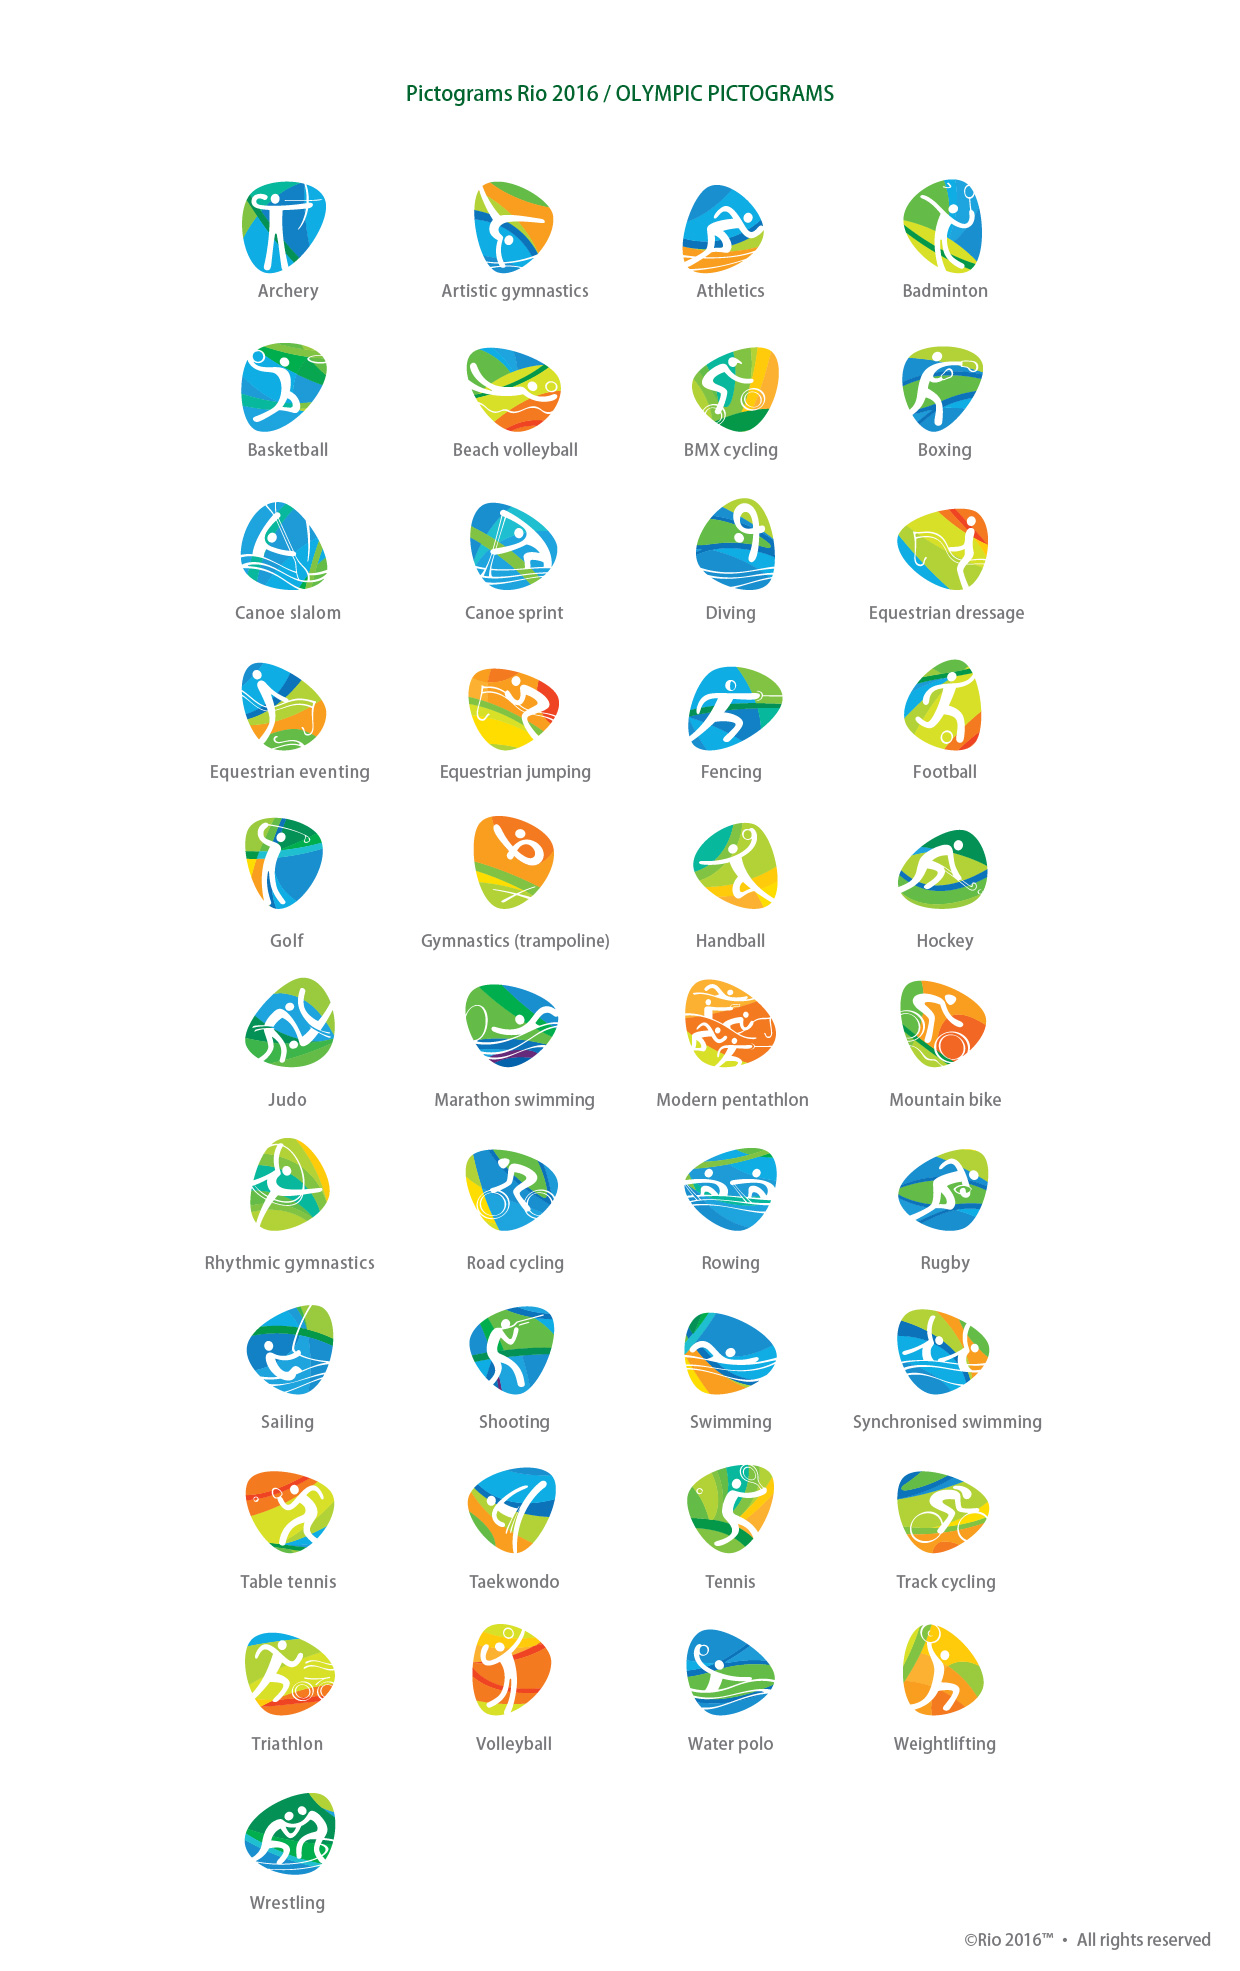 Pictograms Rio 2016 / OLYMPIC PICTOGRAMS
Archery
Artistic gymnastics
Athletics
Badminton
Basketball
Beach volleyball
BMX cycling
Boxing
Canoe slalom
Canoe sprint
Diving
Equestrian dressage
Equestrian eventing
Equestrian jumping
Fencing
Football
Golf
Gymnastics (trampoline)
Handball
Hockey
Judo
Marathon swimming
Modern pentathlon
Mountain bike
Rhythmic gymnastics
Road cycling
Rowing
Rugby
Sailing
Shooting
Swimming
Synchronised swimming
Table tennis
Taekwondo
Tennis
Track cycling
Triathlon
Volleyball
Water polo
Weightlifting
Wrestling
©Rio 2016™ • All rights reserved